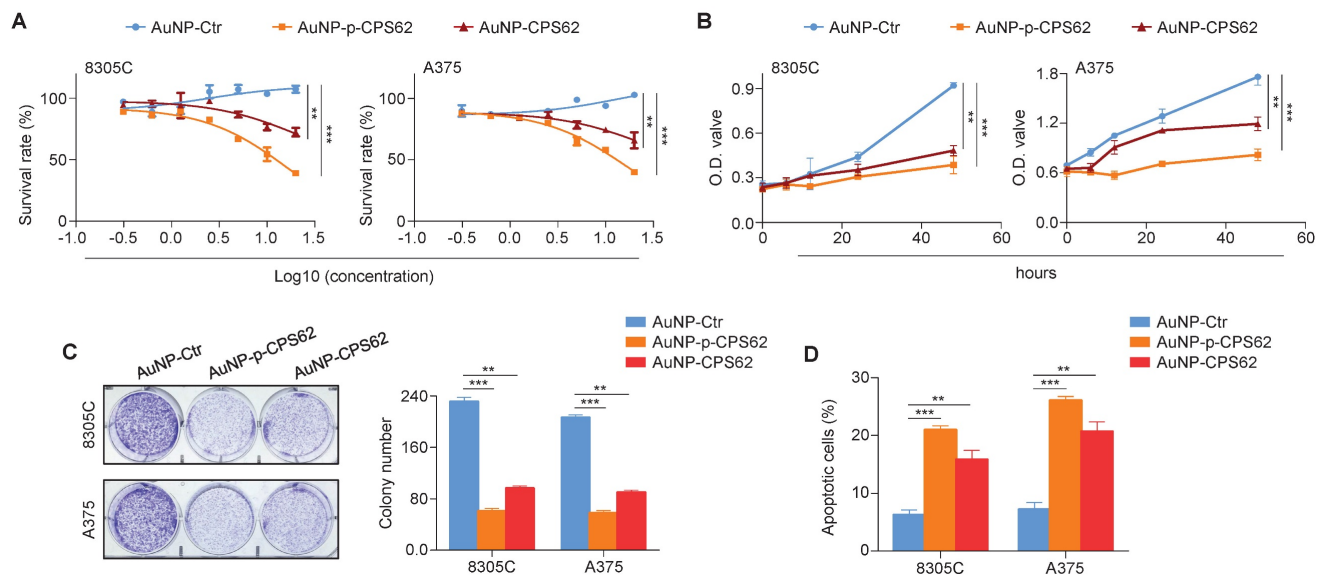 A
AuNP-Ctr AuNP-p-CPS62 AuNP-CPS62
8305C
Survival rate (%)
100
50
0
-1.0 -0.5 0.0 0.5 1.0 1.5
** ***
A375
Survival rate (%)
100
50
0
-1.0 -0.5 0.0 0.5 1.0 1.5
** ***
Log10 (concentration)
B
AuNP-Ctr AuNP-p-CPS62 AuNP-CPS62
8305C
O.D. valve
0.9
0.6
0.3
0.0
0 20 40 60
** ***
A375
O.D. valve
1.8
1.2
0.6
0.0
0 20 40 60
** ***
hours
C
AuNP-Ctr AuNP-p-CPS62 AuNP-CPS62
8305C
A375
AuNP-Ctr
AuNP-p-CPS62
AuNP-CPS62
Colony number
240
160
80
0.0
**
***
**
***
8305C A375
D
AuNP-Ctr
AuNP-p-CPS62
AuNP-CPS62
Apoptotic cells (%)
30
20
10
0
**
***
**
***
8305C A375